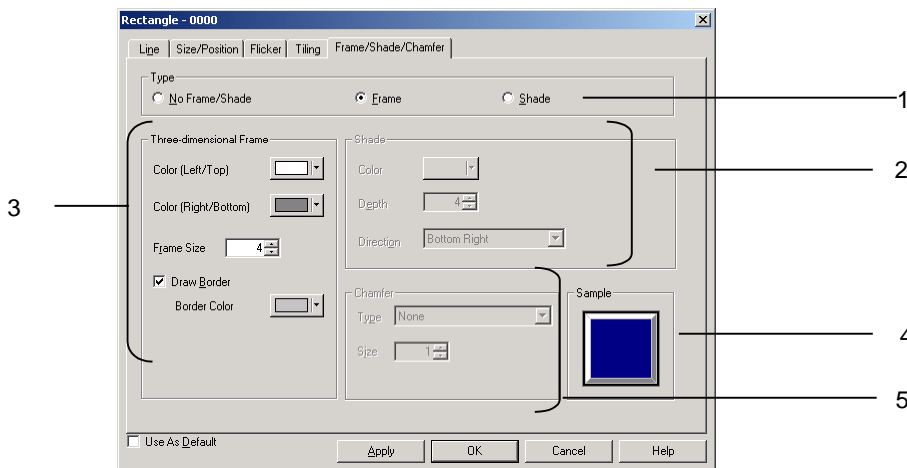 Rectangle - 0000
Line Size/Position Flicker Tiling Frame/Shade/Chamfer
Type
No Frame/Shade Frame Shade
1
Three-dimensional Frame
Color (Left/Top)
Color (Right/Bottom)
Frame Size 4
Draw Border
Border Color
3
Shade
Color
Depth 4
Direction Bottom Right
2
Chamfer
Type None
Size 1
5
Sample
4
Use As Default
Apply OK Cancel Help